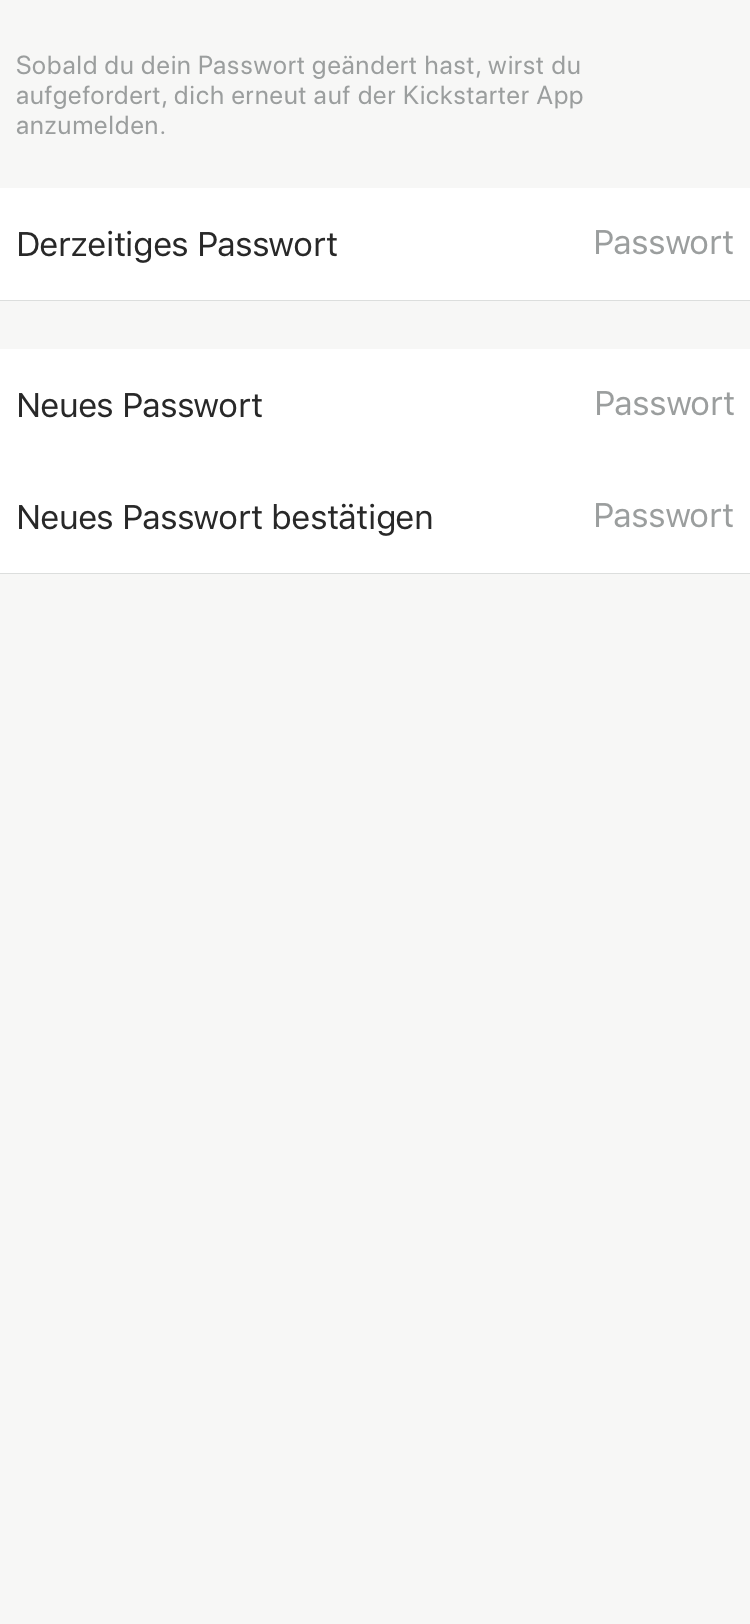 Sobald du dein Passwort geändert hast, wirst du
aufgefordert, dich erneut auf der Kickstarter App
anzumelden.
Derzeitiges Passwort Passwort
Neues Passwort Passwort
Neues Passwort bestätigen Passwort